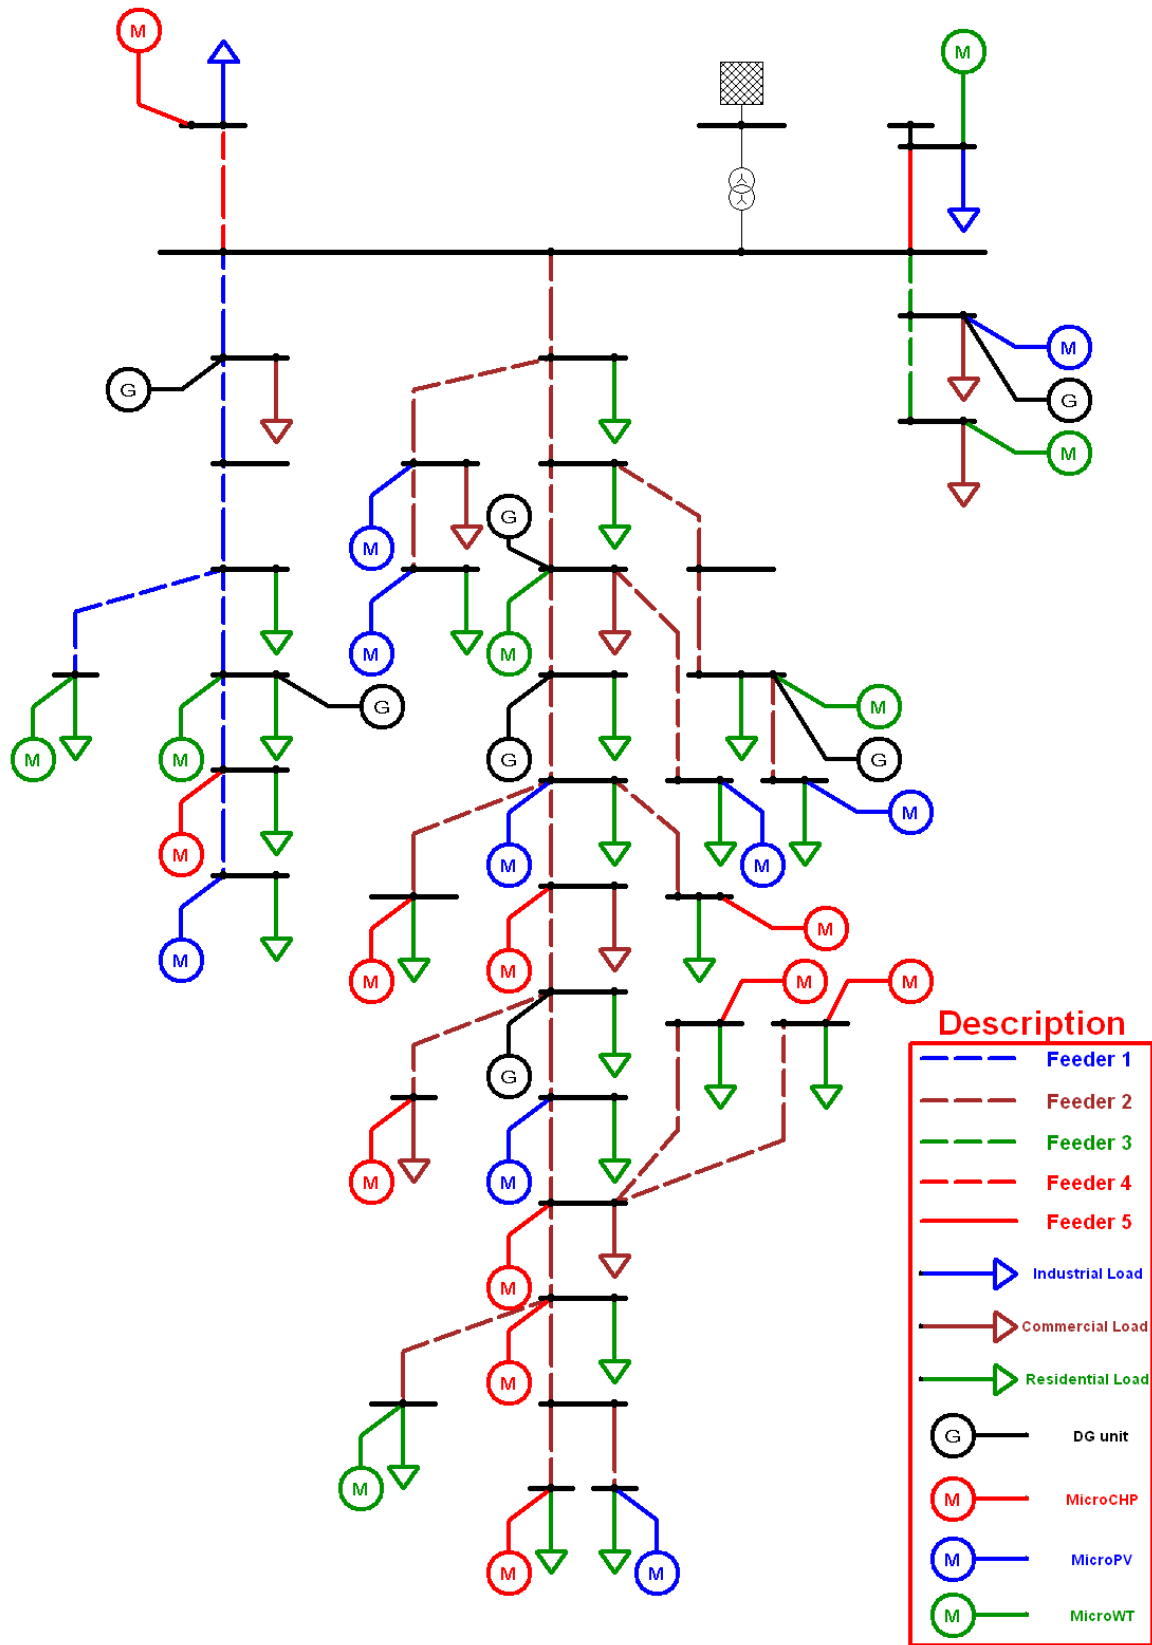 M
M
M
G
G
M
G
M
M
M
M
G
M
M
M
G
G
M
M
M
M
M
M
M
M
M
M
M
M
G
M
M
M
M
M
M
M
Description
Feeder 1
Feeder 2
Feeder 3
Feeder 4
Feeder 5
Industrial Load
Commercial Load
Residential Load
G DG unit
M MicroCHP
M MicroPV
M MicroWT